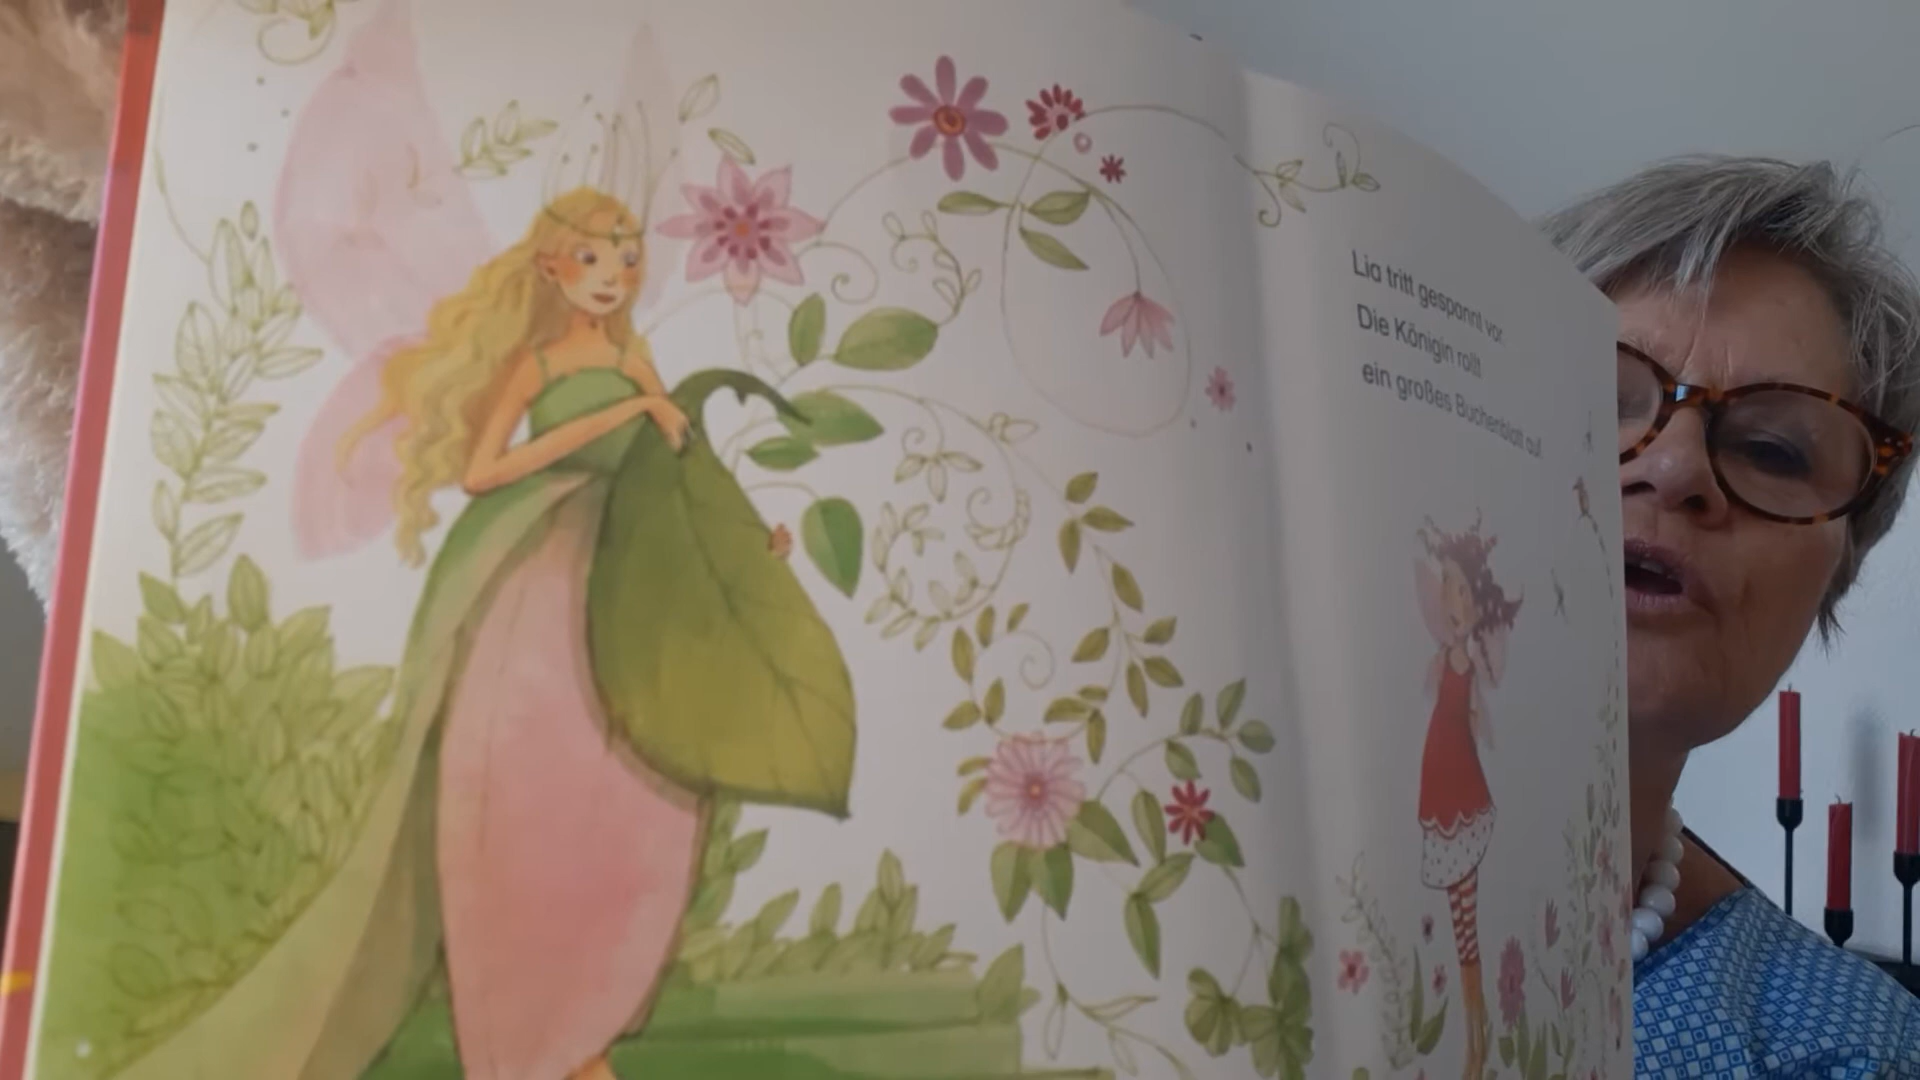 Lia tritt gespannt vor.
Die Königin rollt
ein großes Buchenblatt auf.